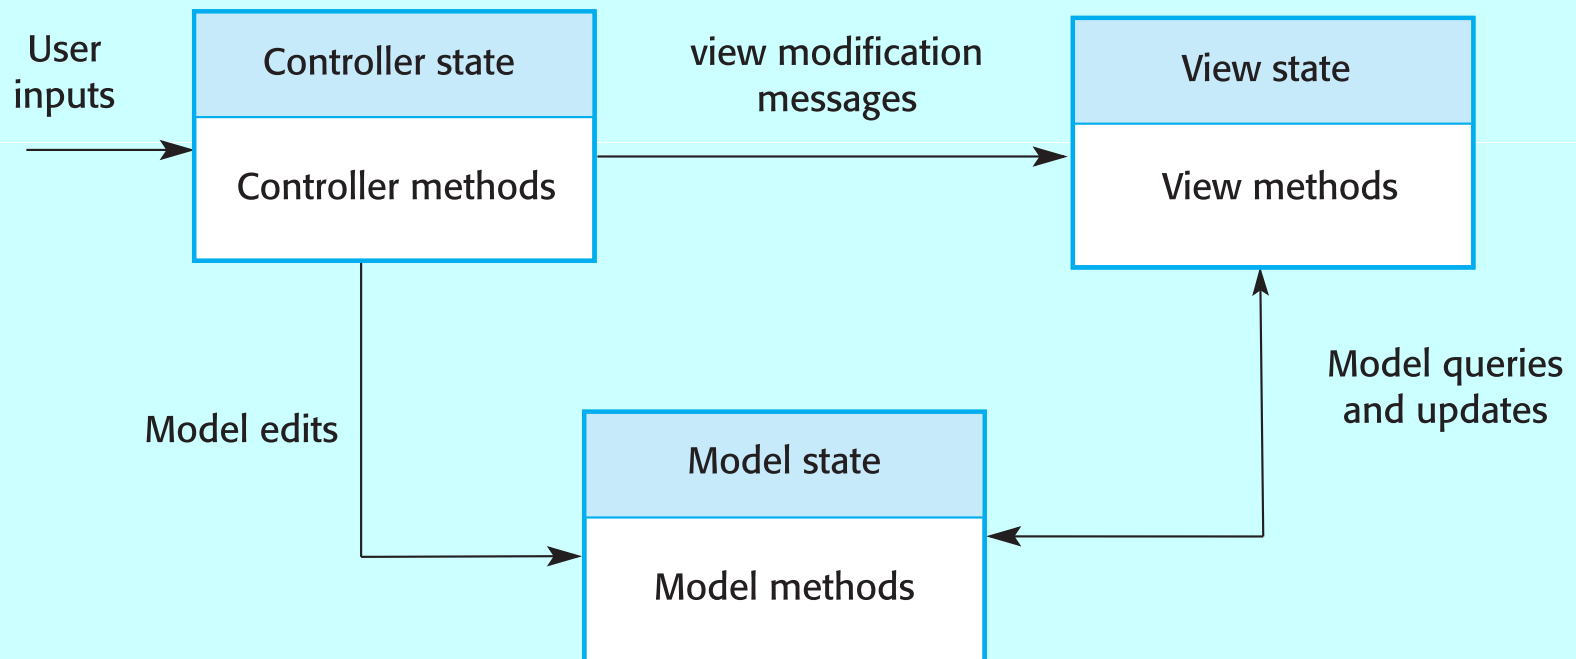 User
inputs
Controller state
Controller methods
view modification
messages
View state
View methods
Model edits
Model state
Model methods
Model queries
and updates